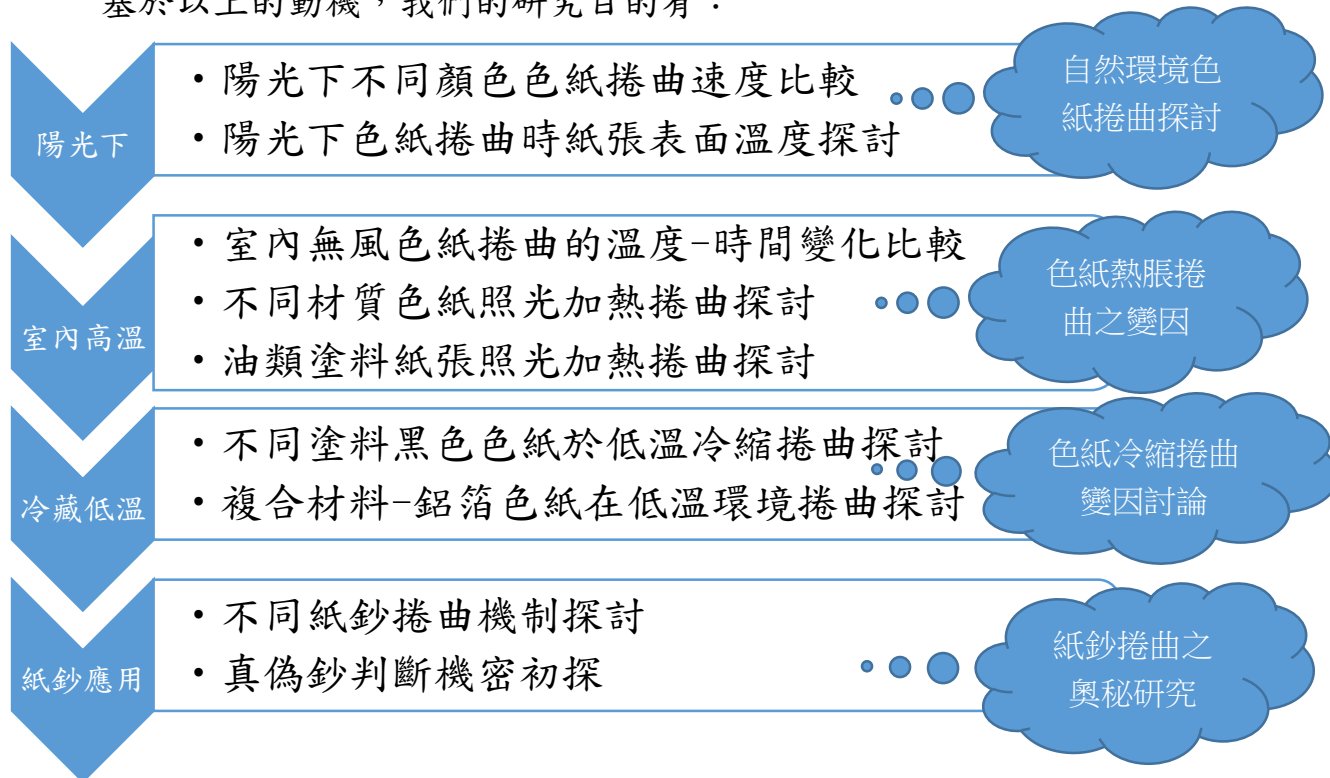 基於以上的動機，我們的研究目的有：
陽光下
•陽光下不同顏色色紙捲曲速度比較
•陽光下色紙捲曲時紙張表面溫度探討
自然環境色
紙捲曲探討
室內高溫
•室內無風色紙捲曲的溫度-時間變化比較
•不同材質色紙照光加熱捲曲探討
•油類塗料紙張照光加熱捲曲探討
色紙熱脹捲
曲之變因
冷藏低溫
•不同塗料黑色色紙於低溫冷縮捲曲探討
•複合材料-鋁箔色紙在低溫環境捲曲探討
色紙冷縮捲曲
變因討論
紙鈔應用
•不同紙鈔捲曲機制探討
•真偽鈔判斷機密初探
紙鈔捲曲之
奧秘研究